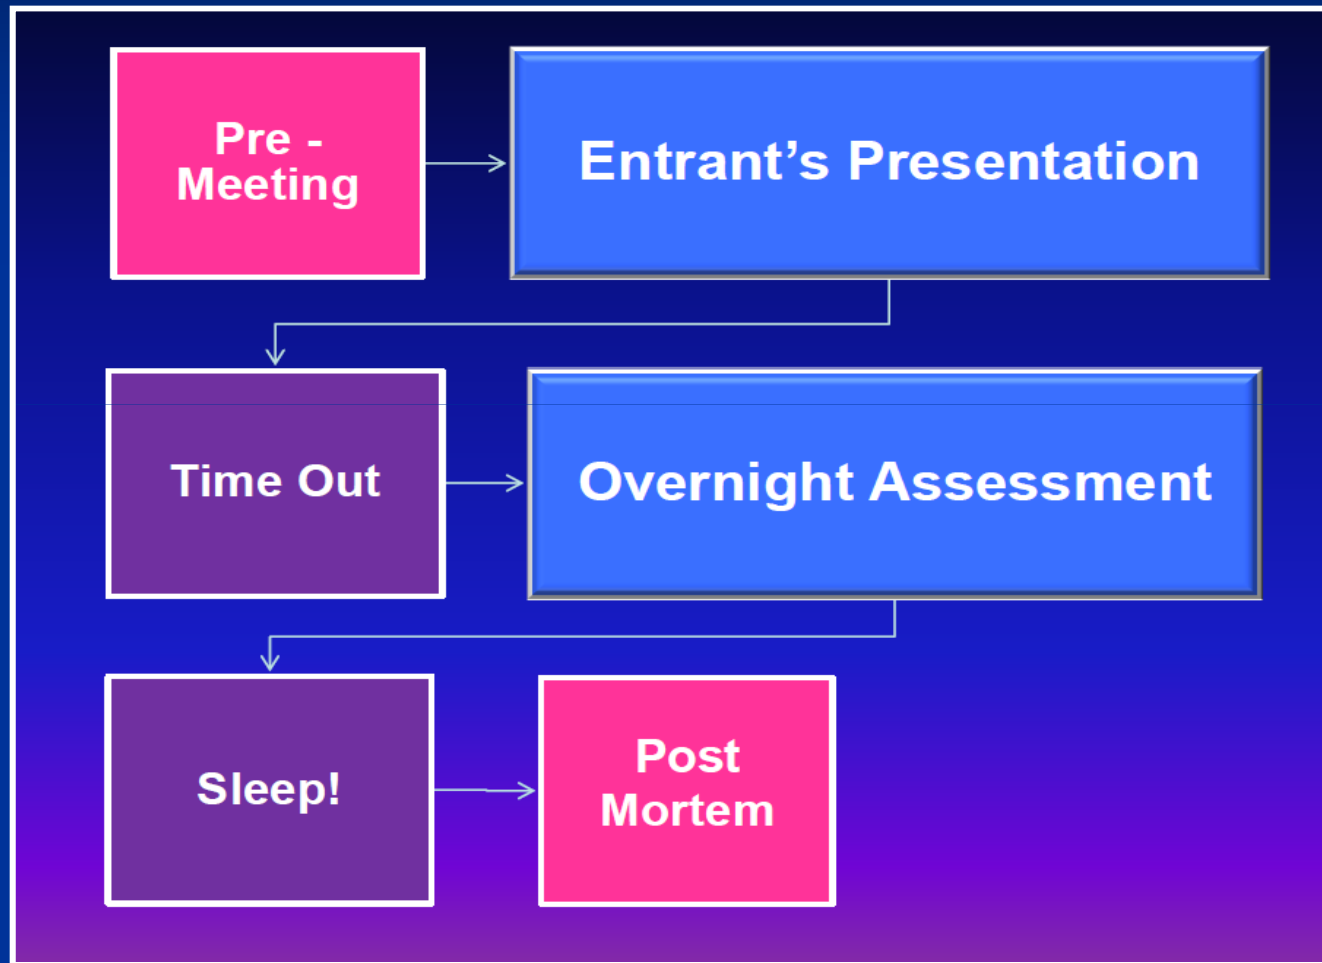 Pre -
Meeting
Entrant’s Presentation
Time Out
Overnight Assessment
Sleep!
Post
Mortem